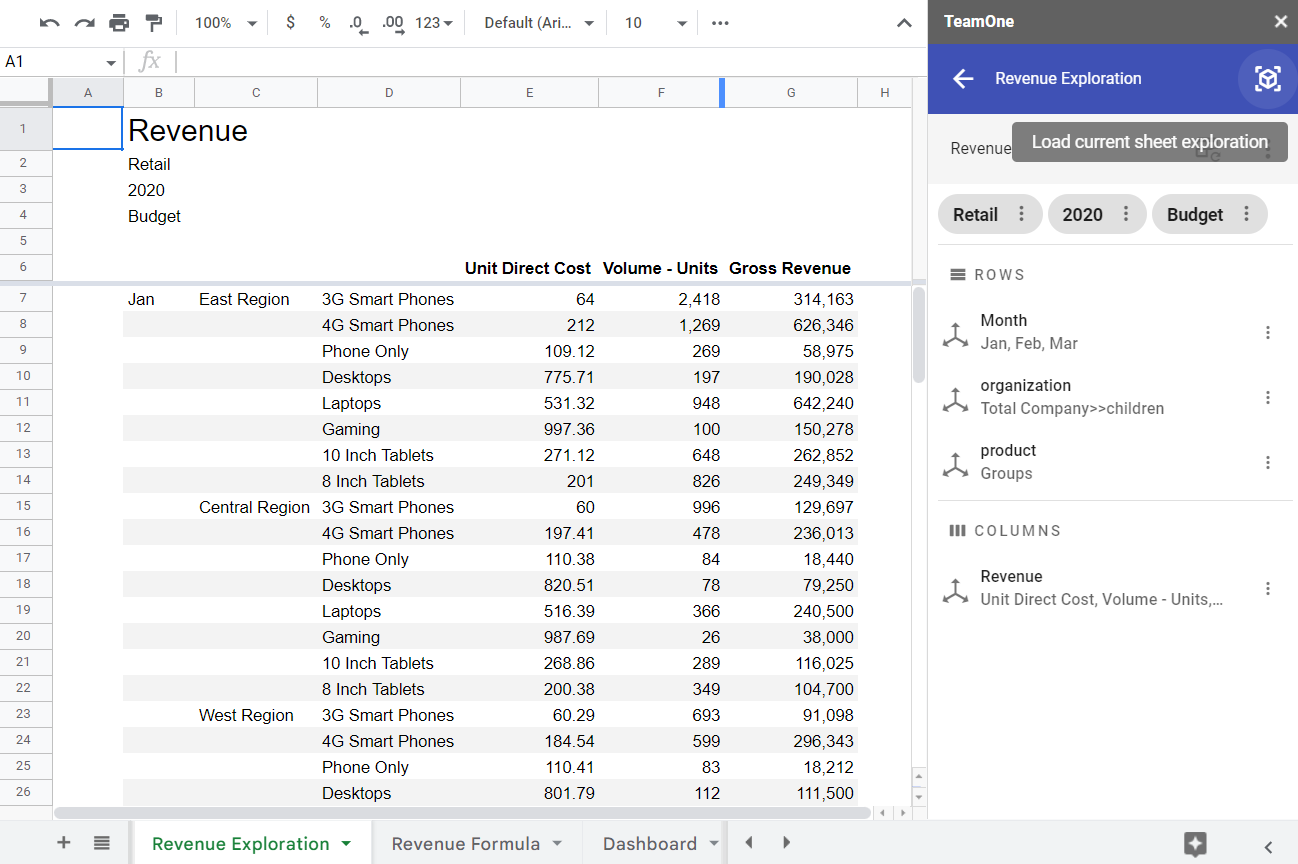 100% $ % .0 .00 123 Default (Ari... 10
A1 fx
A B C D E F G H
1 Revenue
2 Retail
3 2020
4 Budget
5
6 Unit Direct Cost Volume - Units Gross Revenue
7 Jan East Region 3G Smart Phones 64 2,418 314,163
8 4G Smart Phones 212 1,269 626,346
9 Phone Only 109.12 269 58,975
10 Desktops 775.71 197 190,028
11 Laptops 531.32 948 642,240
12 Gaming 997.36 100 150,278
13 10 Inch Tablets 271.12 648 262,852
14 8 Inch Tablets 201 826 249,349
15 Central Region 3G Smart Phones 60 996 129,697
16 4G Smart Phones 197.41 478 236,013
17 Phone Only 110.38 84 18,440
18 Desktops 820.51 78 79,250
19 Laptops 516.39 366 240,500
20 Gaming 987.69 26 38,000
21 10 Inch Tablets 268.86 289 116,025
22 8 Inch Tablets 200.38 349 104,700
23 West Region 3G Smart Phones 60.29 693 91,098
24 4G Smart Phones 184.54 599 296,343
25 Phone Only 110.41 83 18,212
26 Desktops 801.79 112 111,500
Revenue Exploration Revenue Formula Dashboard
TeamOne
Revenue Exploration
Revenue
Load current sheet exploration
Retail 2020 Budget
ROWS
Month
Jan, Feb, Mar
organization
Total Company>>children
product
Groups
COLUMNS
Revenue
Unit Direct Cost, Volume - Units,...